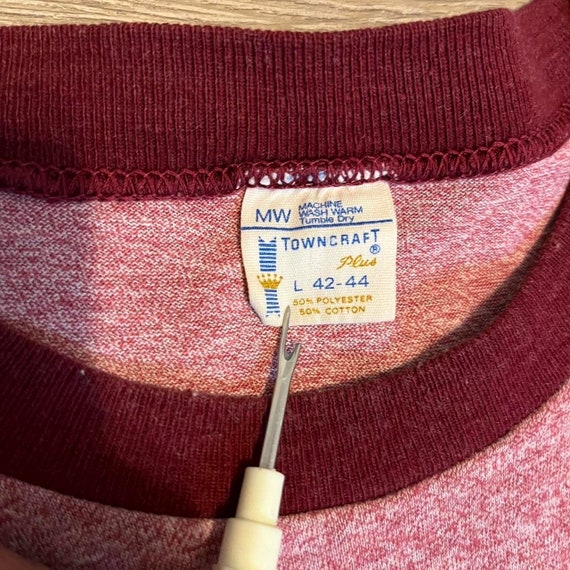 MW MACHINE
WASH WARM
Tumble Dry
TOWNCRAFT®
Plus
L 42-44
50% POLYESTER
50% COTTON